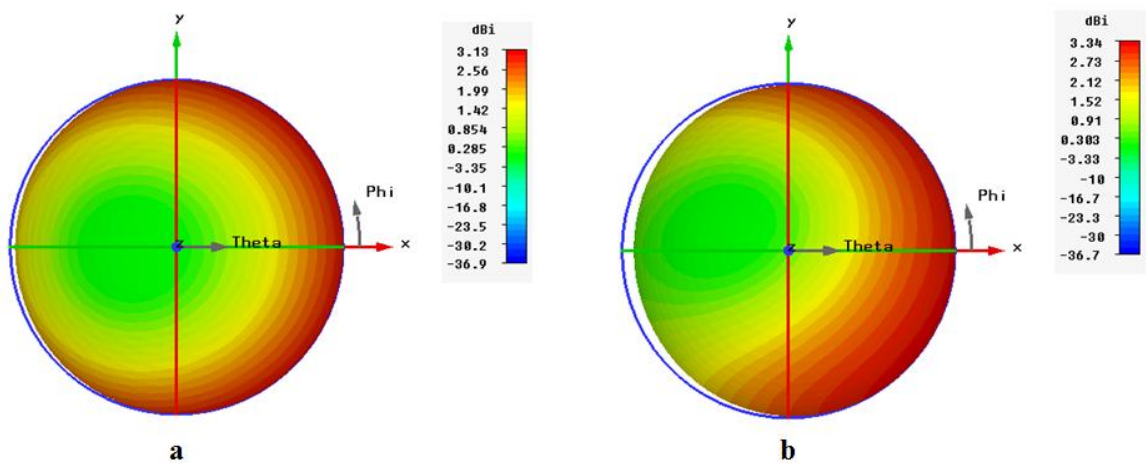 y
dBi
3.13
2.56
1.99
1.42
0.854
0.285
-3.35
-10.1
-16.8
-23.5
-30.2
-36.9
Phi
z
Theta
x
a
y
dBi
3.34
2.73
2.12
1.52
0.91
0.303
-3.33
-10
-16.7
-23.3
-30
-36.7
Phi
z
Theta
x
b